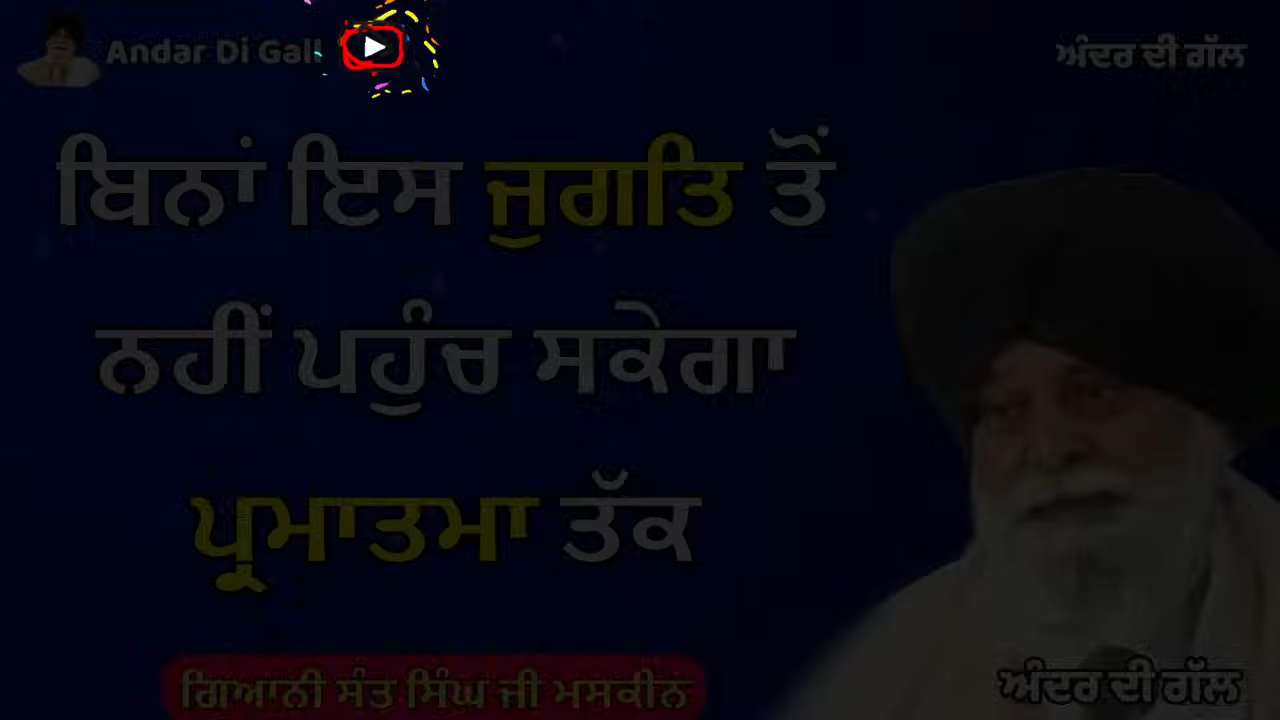 Andar Di Gall
ਅੰਦਰ ਦੀ ਗੱਲ
ਬਿਨਾਂ ਇਸ ਜੁਗਤਿ ਤੋਂ
ਨਹੀਂ ਪਹੁੰਚ ਸਕੇਗਾ
ਪ੍ਰਮਾਤਮਾ ਤੱਕ
ਗਿਆਨੀ ਸੰਤ ਸਿੰਘ ਜੀ ਮਸਕੀਨ
ਅੰਦਰ ਦੀ ਗੱਲ